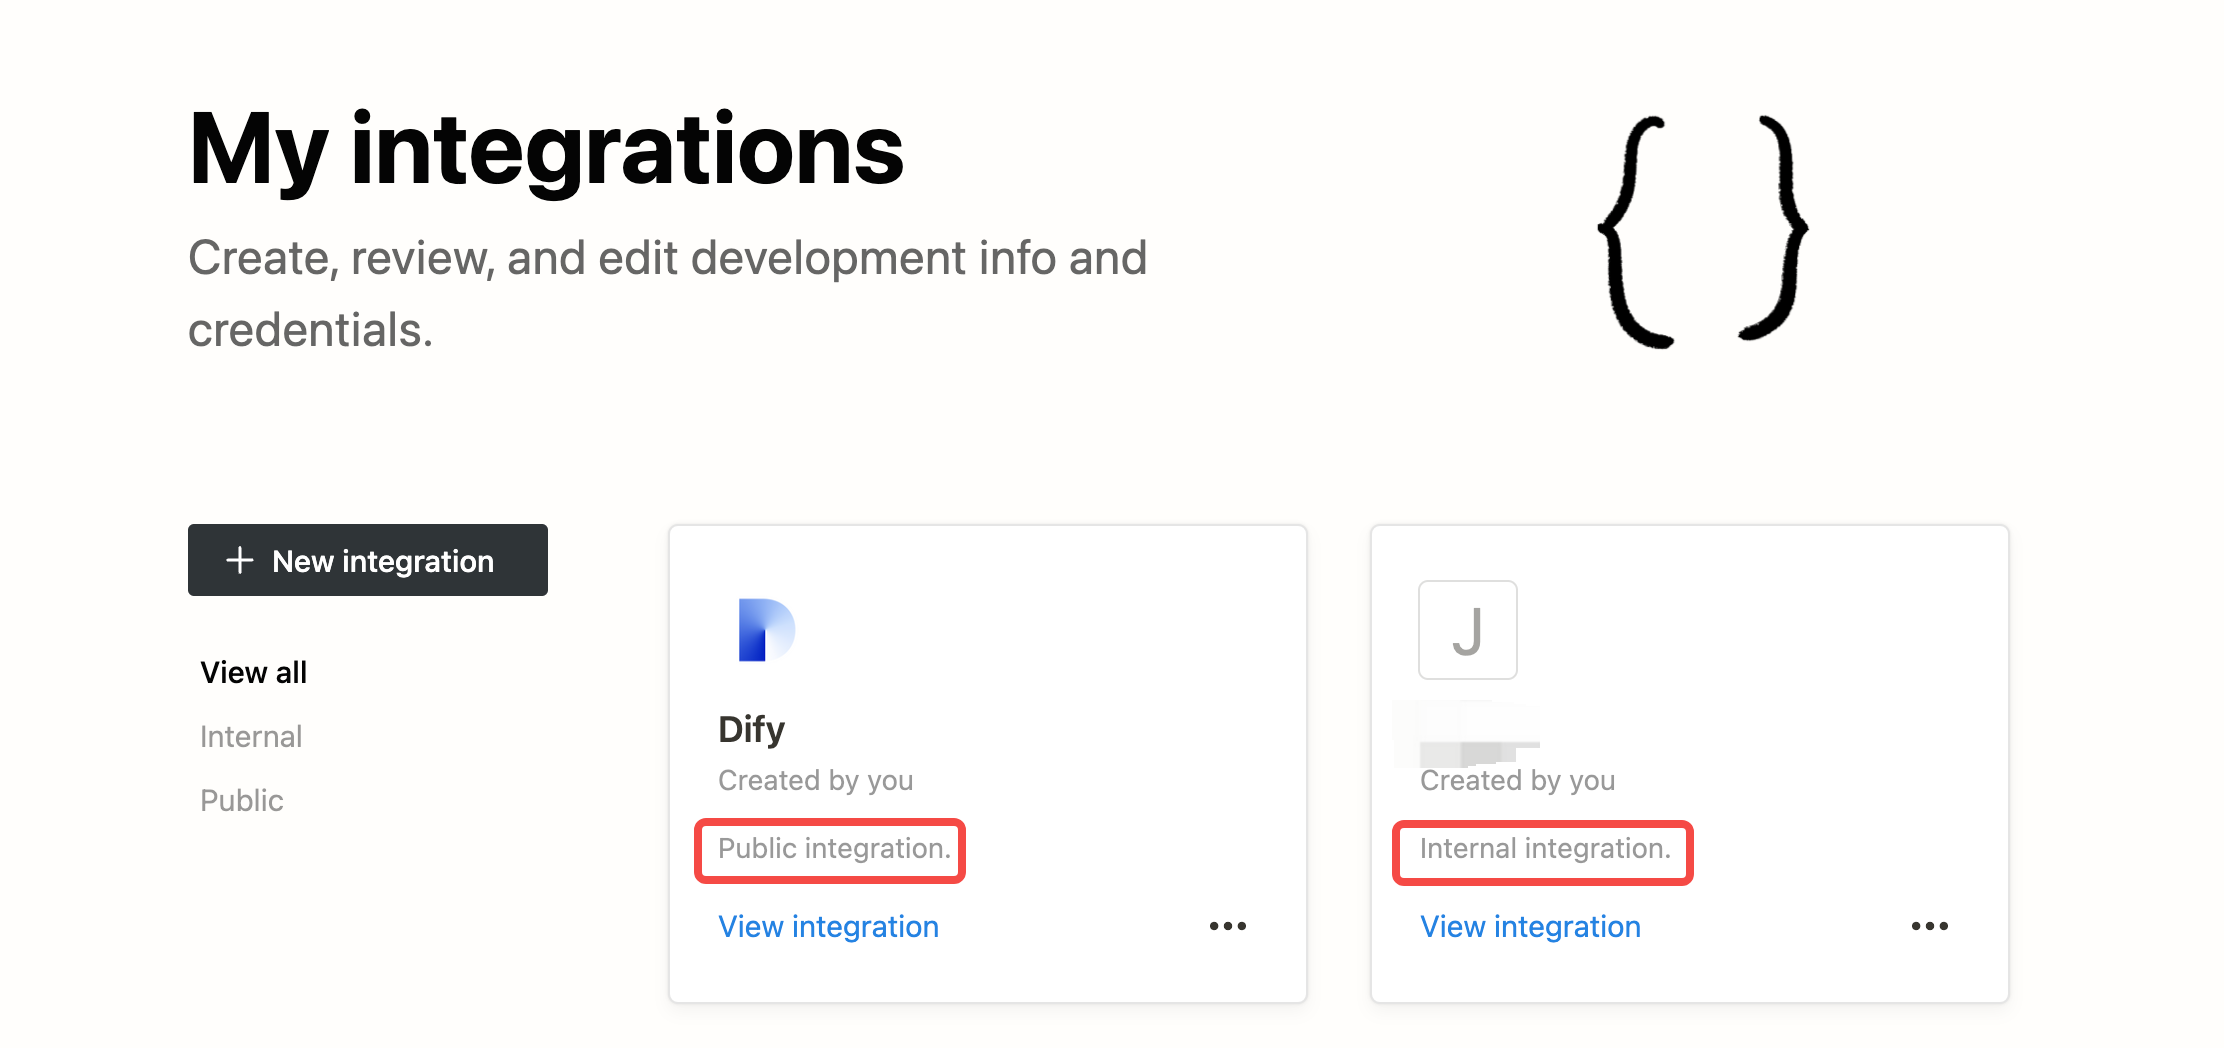 My integrations
Create, review, and edit development info and
credentials.
{ }
+ New integration
View all
Internal
Public
Dify
Created by you
Public integration.
View integration
•••
J
Created by you
Internal integration.
View integration
•••